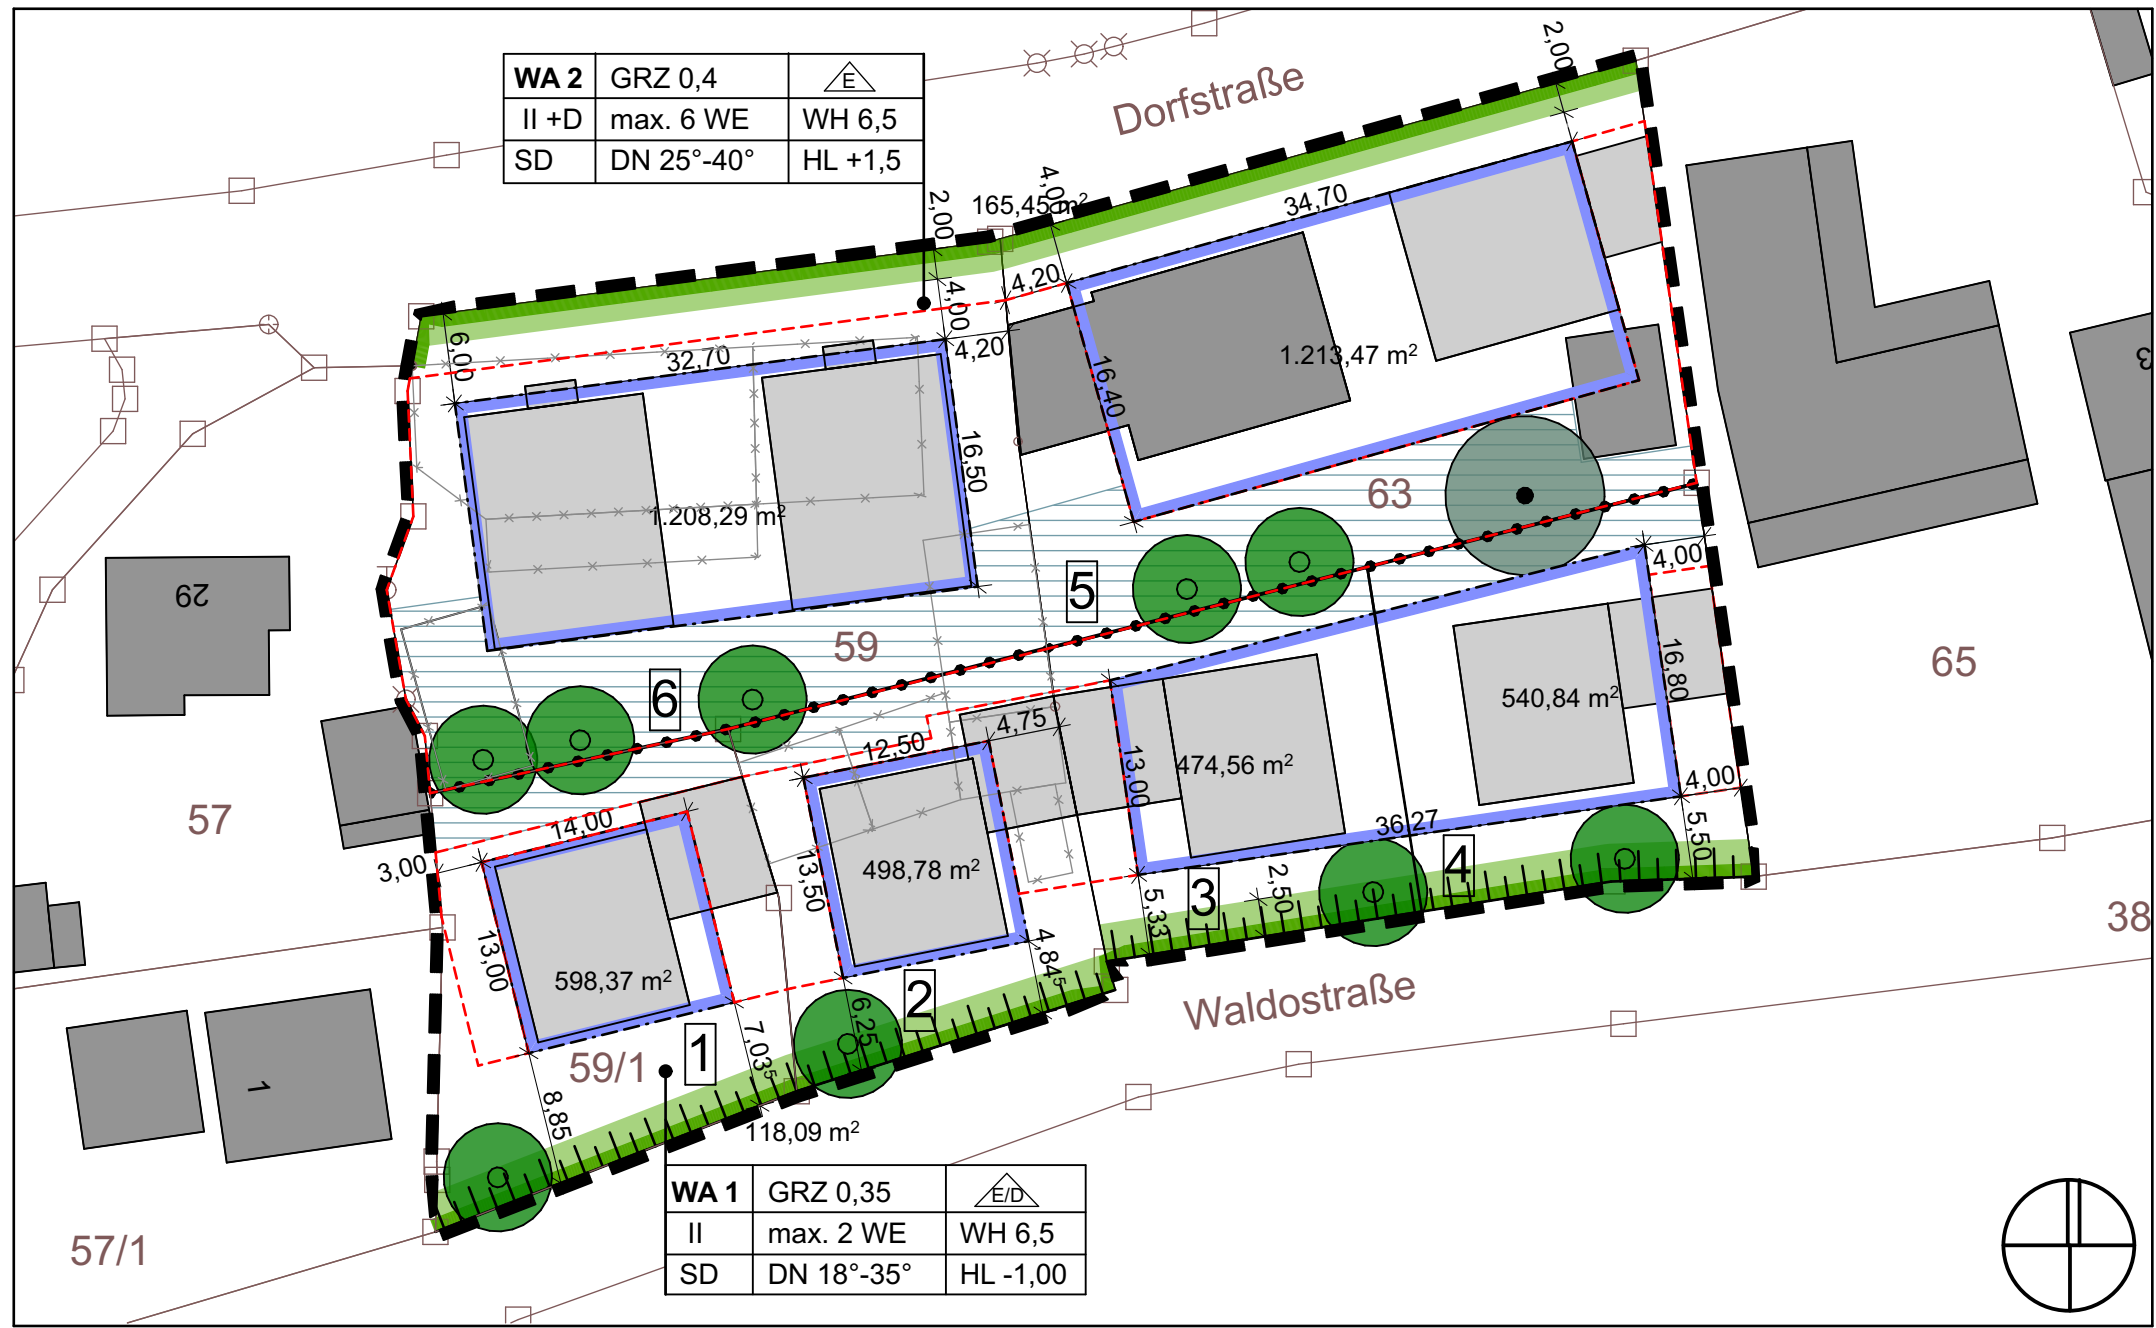 WA 2 GRZ 0,4 E
II +D max. 6 WE WH 6,5
SD DN 25°-40° HL +1,5
Dorfstraße
2,00
4,00
165,45 m²
2,00
34,70
4,20
4,00
4,20
6,00
32,70
16,40
1.213,47 m²
16,50
63
1.208,29 m²
3
29
5
59
4,00
65
6
16,80
540,84 m²
4,75
12,50
13,00
474,56 m²
57
14,00
4,00
36,27
5,50
3,00
13,50
498,78 m²
4
2,50
3
5,33
38
13,00
598,37 m²
4,84⁵
2
Waldostraße
6,25
7,03⁵
1
59/1
1
8,85
118,09 m²
WA 1 GRZ 0,35 E/D
II max. 2 WE WH 6,5
SD DN 18°-35° HL -1,00
57/1